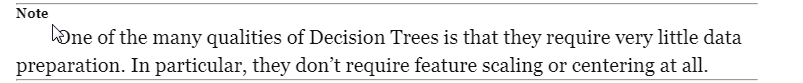 Note
One of the many qualities of Decision Trees is that they require very little data
preparation. In particular, they don’t require feature scaling or centering at all.